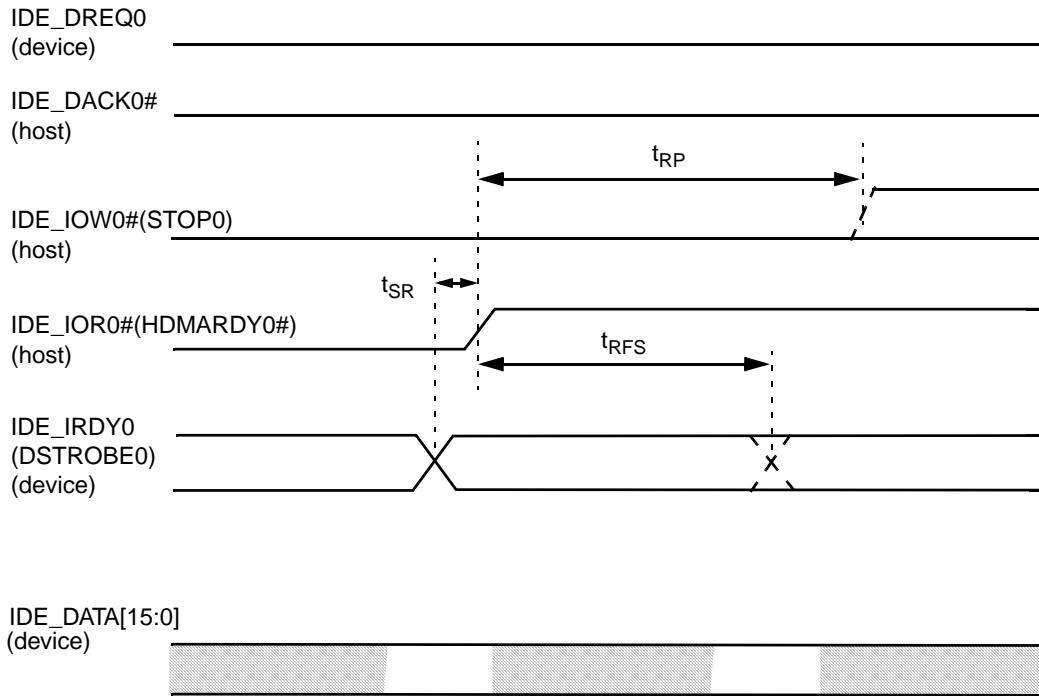 IDE_DREQ0
(device)
IDE_DACK0#
(host)
tRP
IDE_IOW0#(STOP0)
(host)
tSR
IDE_IOR0#(HDMARDY0#)
(host)
tRFS
IDE_IRDY0
(DSTROBE0)
(device)
IDE_DATA[15:0]
(device)